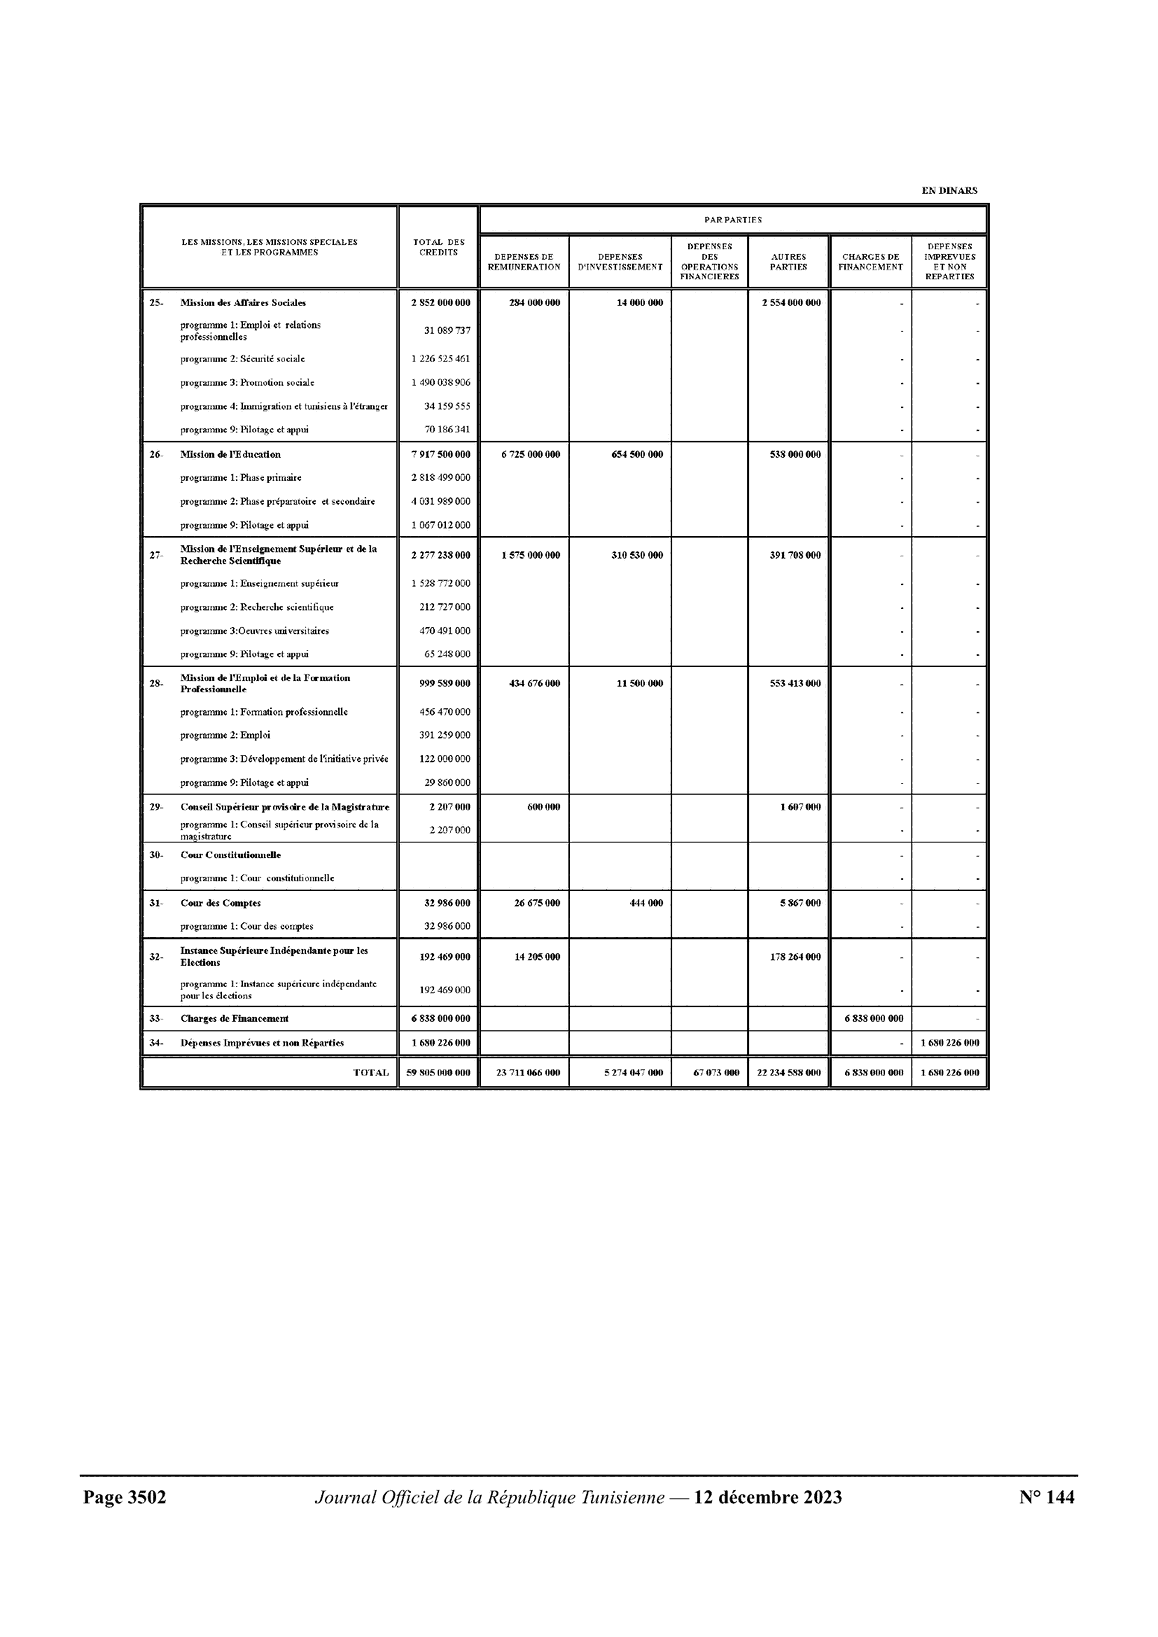 EN DINARS
LES MISSIONS, LES MISSIONS SPECIALES
ET LES PROGRAMMES
TOTAL DES
CREDITS
PAR PARTIES
DEPENSES DE
REMUNERATION
DEPENSES
D'INVESTISSEMENT
DEPENSES
DES
OPERATIONS
FINANCIERES
AUTRES
PARTIES
CHARGES DE
FINANCEMENT
DEPENSES
IMPREVUES
ET NON
REPARTIES
25- Mission des Affaires Sociales 2 852 000 000 284 000 000 14 000 000 2 554 000 000 - -
programme 1: Emploi et relations
professionnelles 31 089 737 - -
programme 2: Sécurité sociale 1 226 525 461 - -
programme 3: Promotion sociale 1 490 038 906 - -
programme 4: Immigration et tunisiens à l'étranger 34 159 555 - -
programme 9: Pilotage et appui 70 186 341 - -
26- Mission de l'Education 7 917 500 000 6 725 000 000 654 500 000 538 000 000 - -
programme 1: Phase primaire 2 818 499 000 - -
programme 2: Phase préparatoire et secondaire 4 031 989 000 - -
programme 9: Pilotage et appui 1 067 012 000 - -
27- Mission de l'Enseignement Supérieur et de la
Recherche Scientifique 2 277 238 000 1 575 000 000 310 530 000 391 708 000 - -
programme 1: Enseignement supérieur 1 528 772 000 - -
programme 2: Recherche scientifique 212 727 000 - -
programme 3:Oeuvres universitaires 470 491 000 - -
programme 9: Pilotage et appui 65 248 000 - -
28- Mission de l'Emploi et de la Formation
Professionnelle 999 589 000 434 676 000 11 500 000 553 413 000 - -
programme 1: Formation professionnelle 456 470 000 - -
programme 2: Emploi 391 259 000 - -
programme 3: Développement de l'initiative privée 122 000 000 - -
programme 9: Pilotage et appui 29 860 000 - -
29- Conseil Supérieur provisoire de la Magistrature 2 207 000 600 000 1 607 000 - -
programme 1: Conseil supérieur provisoire de la
magistrature 2 207 000 - -
30- Cour Constitutionnelle - -
programme 1: Cour constitutionnelle - -
31- Cour des Comptes 32 986 000 26 675 000 444 000 5 867 000 - -
programme 1: Cour des comptes 32 986 000 - -
32- Instance Supérieure Indépendante pour les
Elections 192 469 000 14 205 000 178 264 000 - -
programme 1: Instance supérieure indépendante
pour les élections 192 469 000 - -
33- Charges de Financement 6 838 000 000 6 838 000 000 -
34- Dépenses Imprévues et non Réparties 1 680 226 000 - 1 680 226 000
TOTAL 59 805 000 000 23 711 066 000 5 274 047 000 67 073 000 22 234 588 000 6 838 000 000 1 680 226 000
Page 3502 Journal Officiel de la République Tunisienne — 12 décembre 2023 N° 144